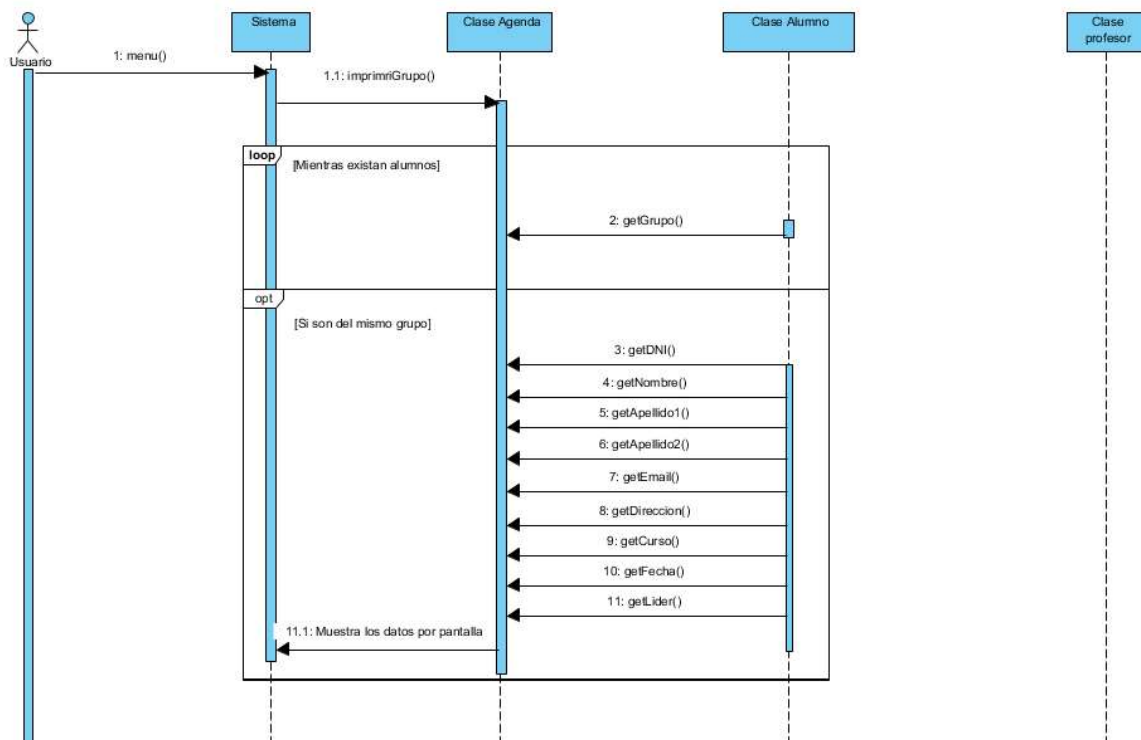 Sistema
Clase Agenda
Clase Alumno
Clase
profesor
Usuario
1: menu()
1.1: imprimriGrupo()
loop
[Mientras existan alumnos]
2: getGrupo()
opt
[Si son del mismo grupo]
3: getDNI()
4: getNombre()
5: getApellido1()
6: getApellido2()
7: getEmail()
8: getDireccion()
9: getCurso()
10: getFecha()
11: getLider()
11.1: Muestra los datos por pantalla